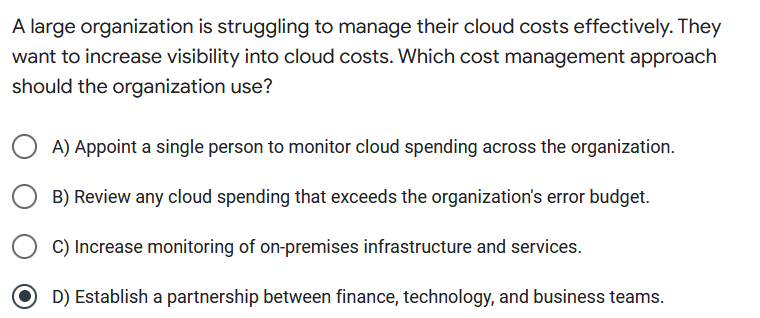 A large organization is struggling to manage their cloud costs effectively. They
want to increase visibility into cloud costs. Which cost management approach
should the organization use?
A) Appoint a single person to monitor cloud spending across the organization.
B) Review any cloud spending that exceeds the organization's error budget.
C) Increase monitoring of on-premises infrastructure and services.
D) Establish a partnership between finance, technology, and business teams.